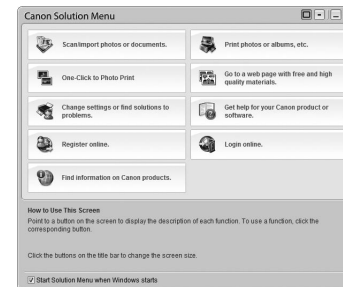 Canon Solution Menu
Scan/Import photos or documents.
Print photos or albums, etc.
One-Click to Photo Print
Go to a web page with free and high
quality materials.
Change settings or find solutions to
problems.
Get help for your Canon product or
software.
Register online.
Login online.
Find information on Canon products.
How to Use This Screen
Point to a button on the screen to display the description of each function. To use a function, click the
corresponding button.
Click the buttons on the title bar to change the screen size.
Start Solution Menu when Windows starts